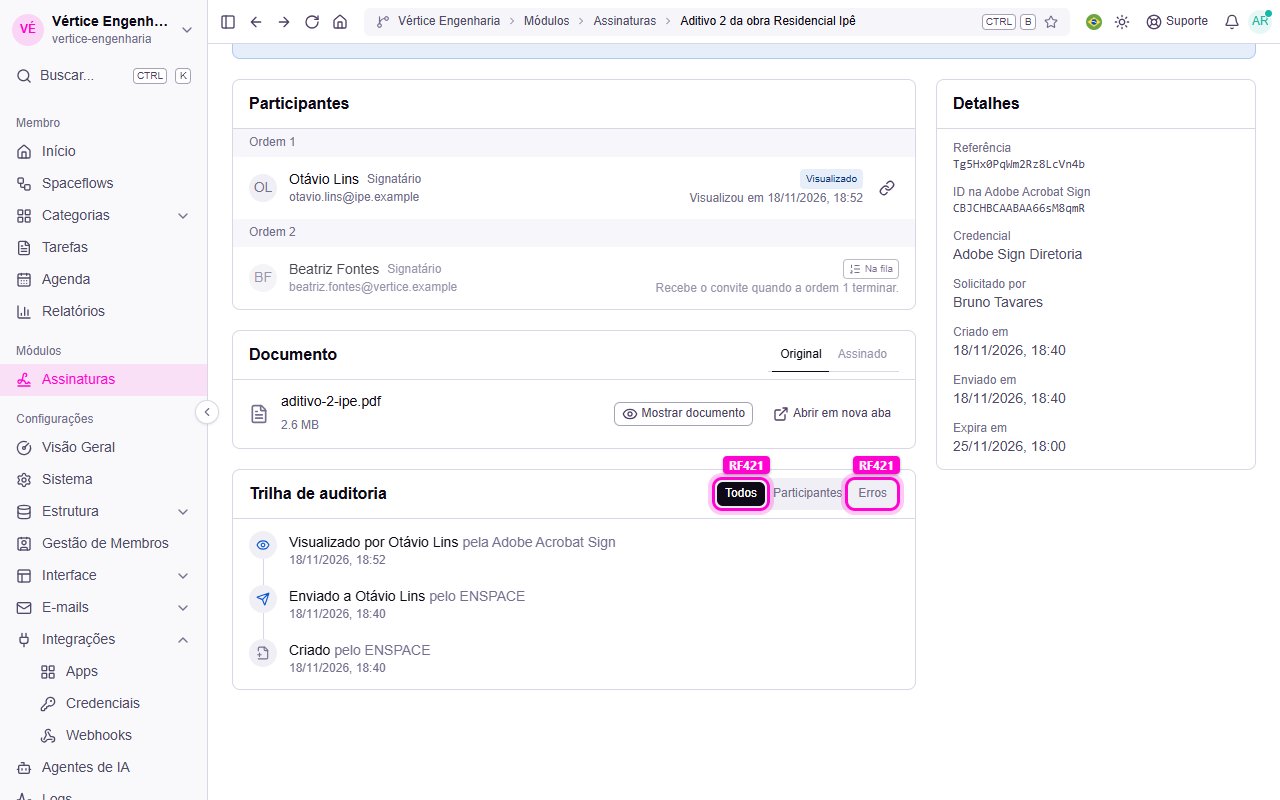 VÉ
Vértice Engenh...
vertice-engenharia
Buscar...
CTRL K
Membro
Início
Spaceflows
Categorias
Tarefas
Agenda
Relatórios
Módulos
Assinaturas
Configurações
Visão Geral
Sistema
Estrutura
Gestão de Membros
Interface
E-mails
Integrações
Apps
Credenciais
Webhooks
Agentes de IA
Logs
Vértice Engenharia > Módulos > Assinaturas > Aditivo 2 da obra Residencial Ipê
CTRL B
Suporte
AR
Participantes
Ordem 1
OL
Otávio Lins Signatário
otavio.lins@ipe.example
Visualizado
Visualizou em 18/11/2026, 18:52
Ordem 2
BF
Beatriz Fontes Signatário
beatriz.fontes@vertice.example
Na fila
Recebe o convite quando a ordem 1 terminar.
Documento
Original Assinado
aditivo-2-ipe.pdf
2.6 MB
Mostrar documento
Abrir em nova aba
RF421 RF421
Trilha de auditoria
Todos Participantes Erros
Visualizado por Otávio Lins pela Adobe Acrobat Sign
18/11/2026, 18:52
Enviado a Otávio Lins pelo ENSPACE
18/11/2026, 18:40
Criado pelo ENSPACE
18/11/2026, 18:40
Detalhes
Referência
Tg5Hx0PqWm2Rz8LcVn4b
ID na Adobe Acrobat Sign
CBJCHBCAABAA66sM8qmR
Credencial
Adobe Sign Diretoria
Solicitado por
Bruno Tavares
Criado em
18/11/2026, 18:40
Enviado em
18/11/2026, 18:40
Expira em
25/11/2026, 18:00